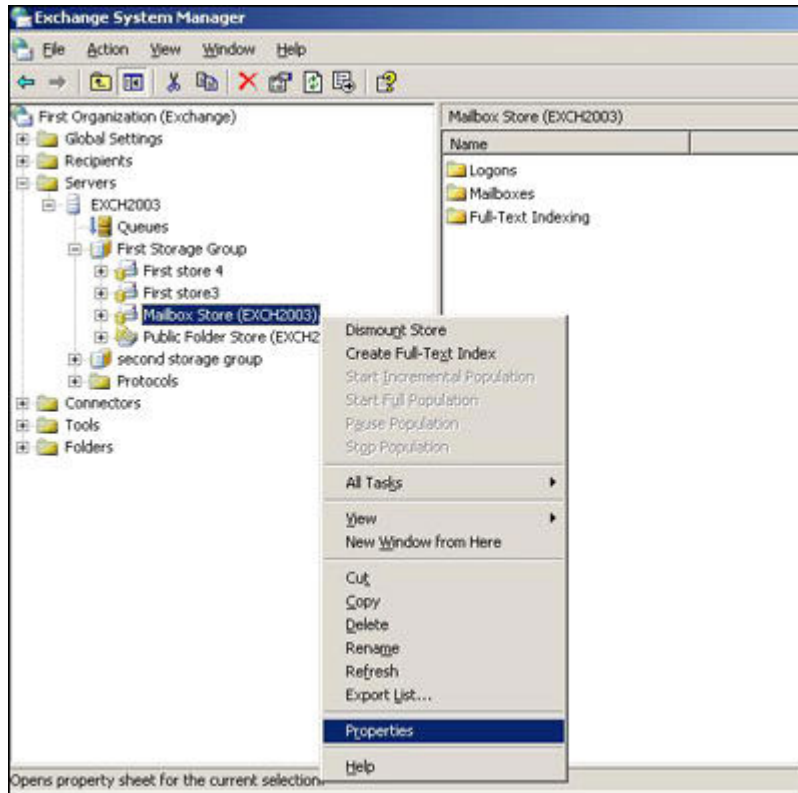 Exchange System Manager
File Action View Window Help
First Organization (Exchange)
Global Settings
Recipients
Servers
EXCH2003
Queues
First Storage Group
First store 4
First store3
Mailbox Store (EXCH2003)
Public Folder Store (EXCH2
second storage group
Protocols
Connectors
Tools
Folders
Mailbox Store (EXCH2003)
Name
Logons
Mailboxes
Full-Text Indexing
Dismount Store
Create Full-Text Index
Start Incremental Population
Start Full Population
Pause Population
Stop Population
All Tasks
View
New Window from Here
Cut
Copy
Delete
Rename
Refresh
Export List...
Properties
Help
Opens property sheet for the current selection.